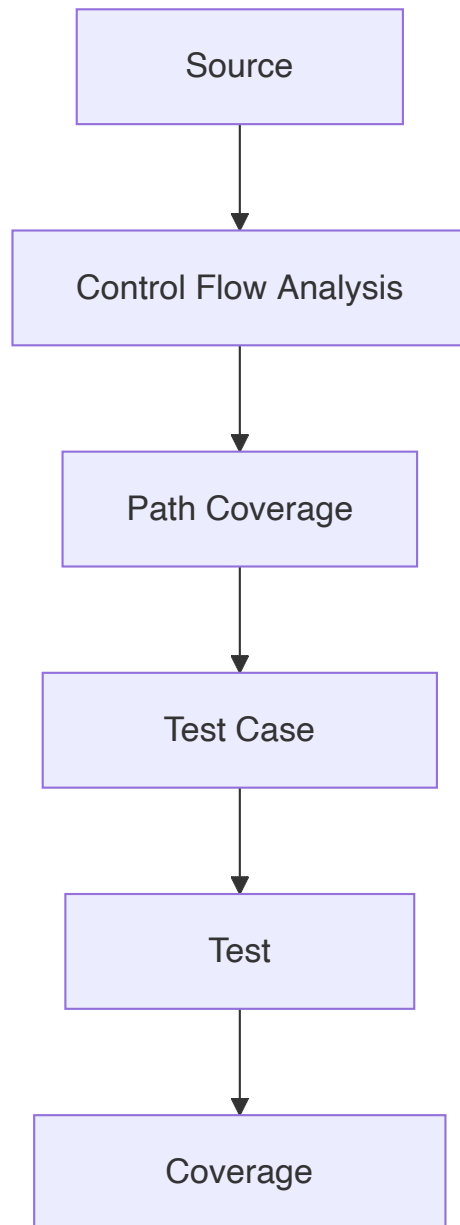 Source
Control Flow Analysis
Path Coverage
Test Case
Test
Coverage